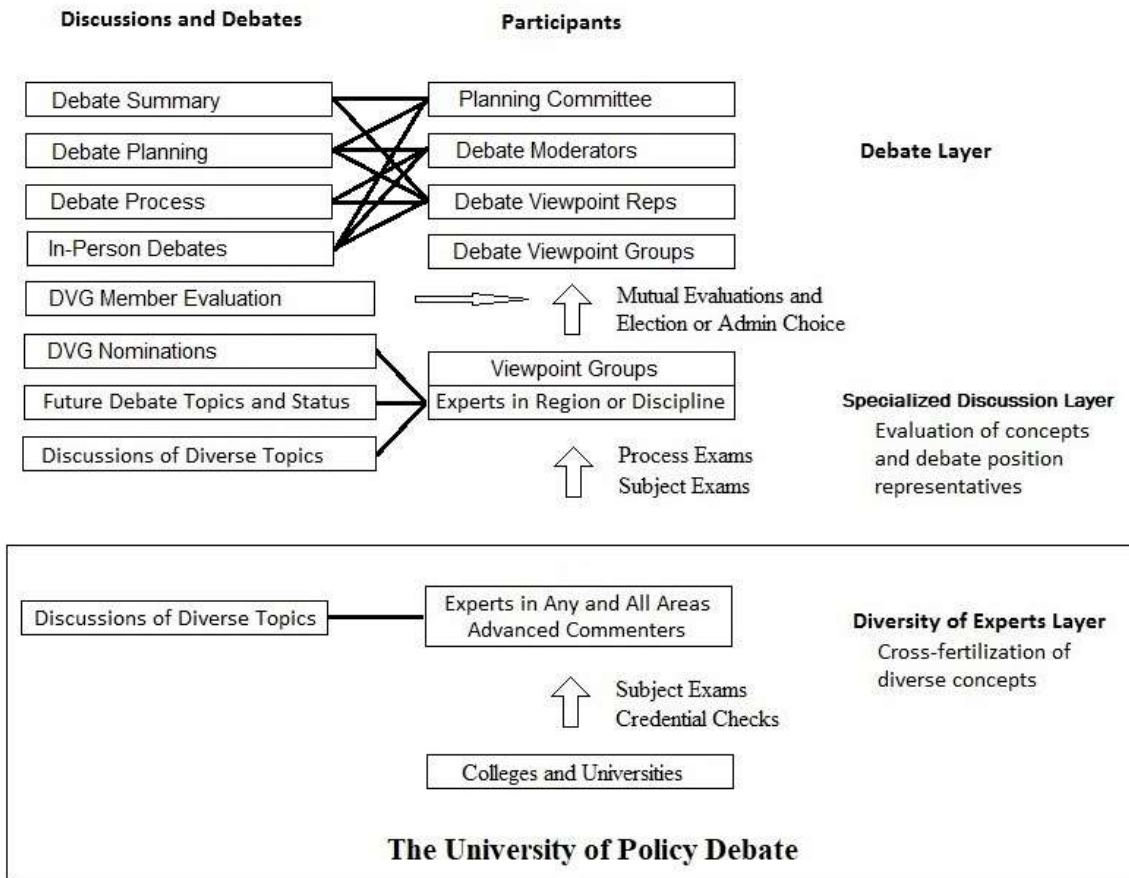 Discussions and Debates
Participants
Debate Summary
Planning Committee
Debate Planning
Debate Moderators
Debate Layer
Debate Process
Debate Viewpoint Reps
In-Person Debates
Debate Viewpoint Groups
DVG Member Evaluation
Mutual Evaluations and
Election or Admin Choice
DVG Nominations
Viewpoint Groups
Future Debate Topics and Status
Experts in Region or Discipline
Specialized Discussion Layer
Evaluation of concepts
and debate position
representatives
Discussions of Diverse Topics
Process Exams
Subject Exams
Discussions of Diverse Topics
Experts in Any and All Areas
Advanced Commenters
Diversity of Experts Layer
Cross-fertilization of
diverse concepts
Subject Exams
Credential Checks
Colleges and Universities
The University of Policy Debate